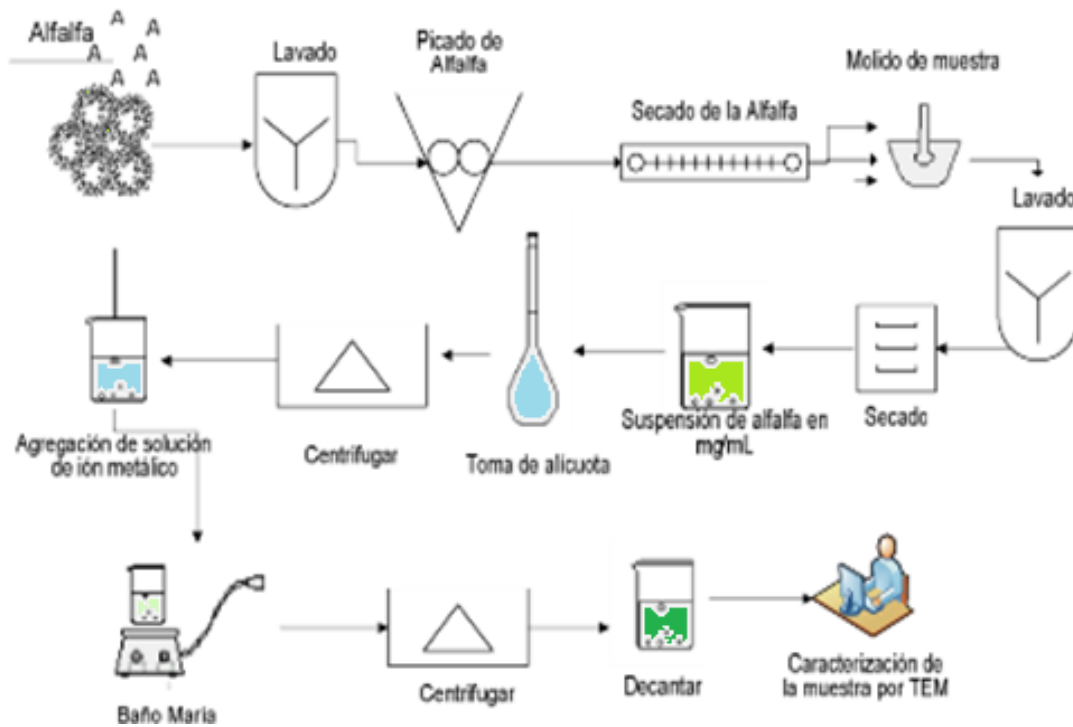 Alfalfa
A
A
A
A
A
A
A
Lavado
Picado de
Alfalfa
Secado de la Alfalfa
Molido de muestra
Lavado
Agregación de solución
de ión metálico
Centrifugar
Toma de alicuota
Suspensión de alfalfa en
mg/mL
Secado
Baño María
Centrifugar
Decantar
Caracterización de
la muestra por TEM